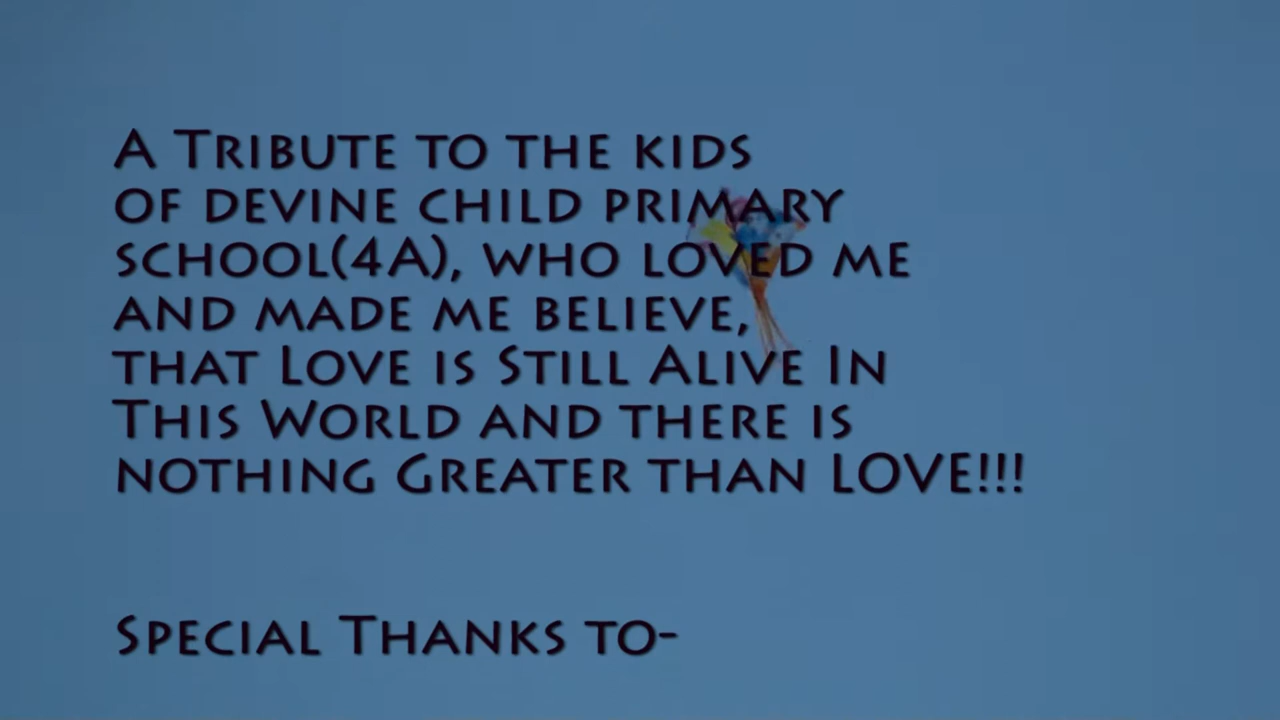 A Tribute to the kids
of devine child primary
school(4A), who loved me
and made me believe,
that Love is Still Alive In
This World and there is
nothing Greater than LOVE!!!
Special Thanks to-